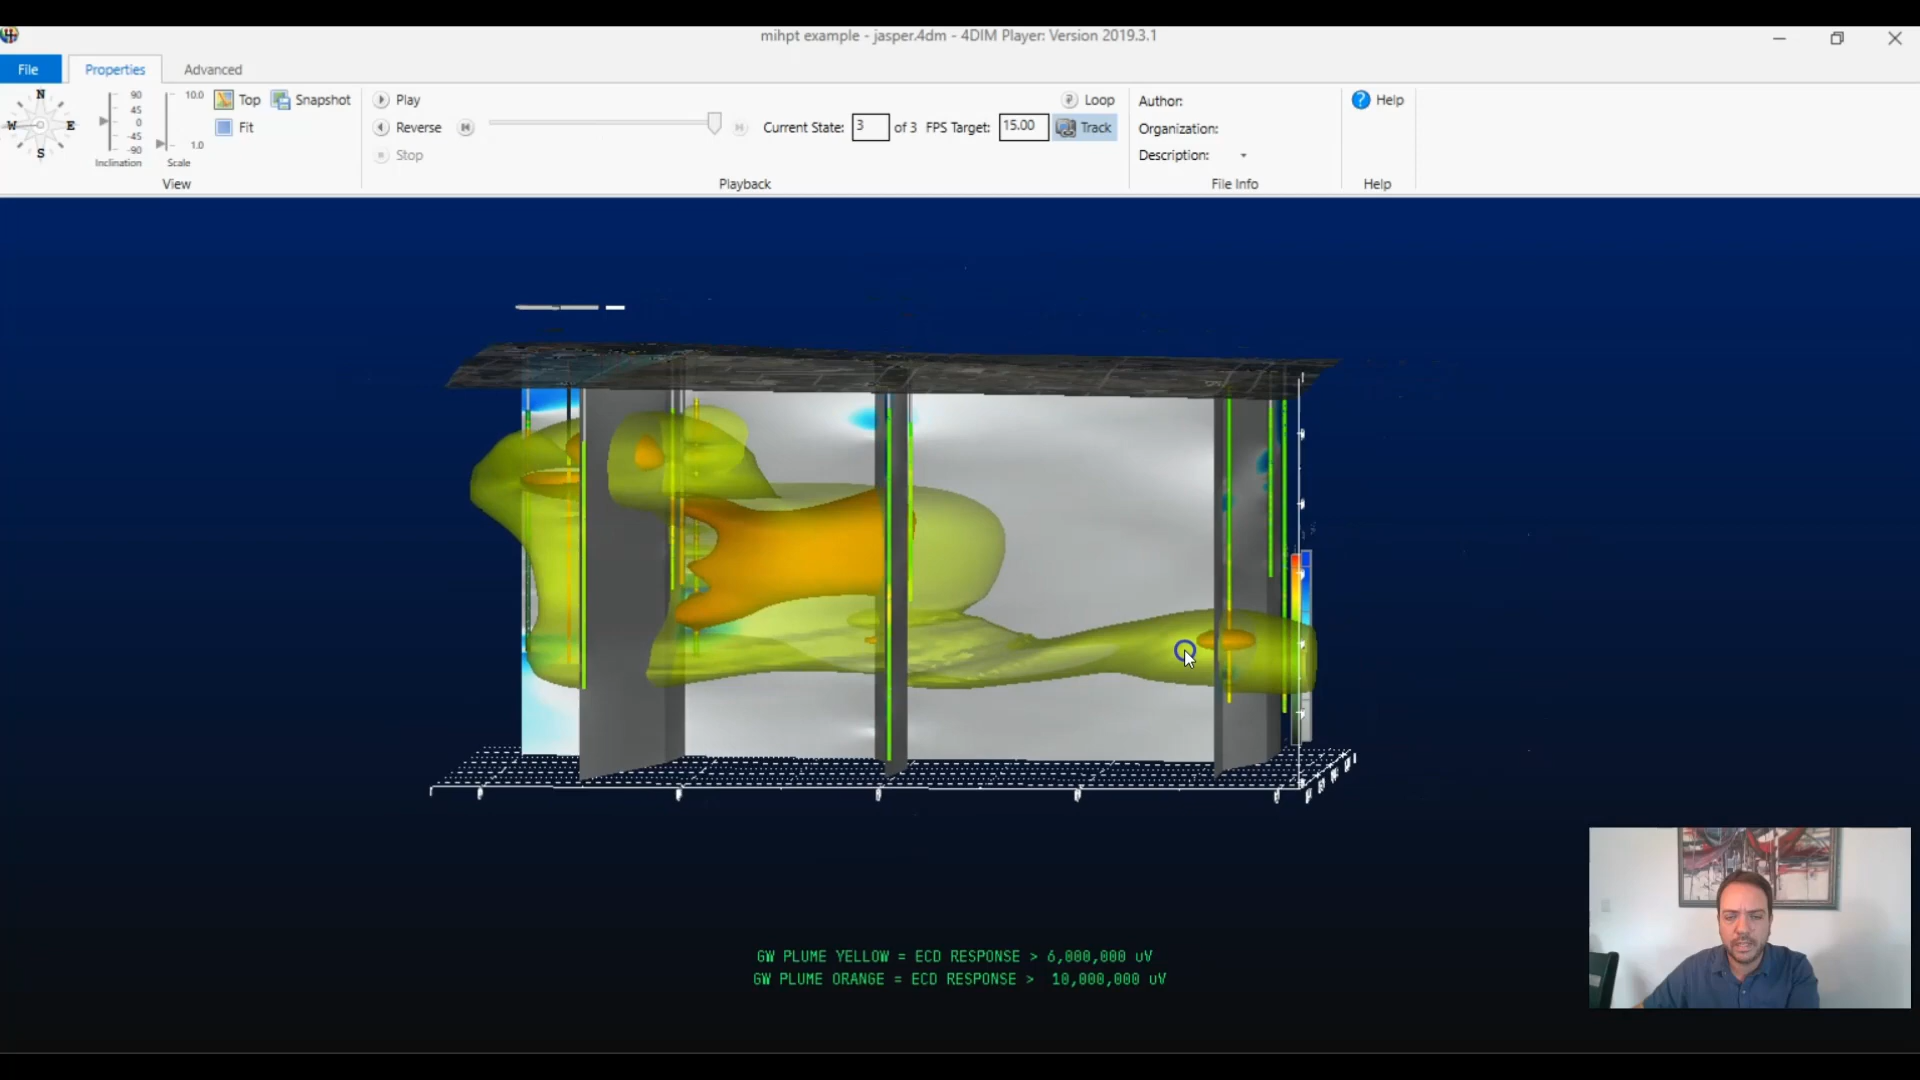 mihpt example - jasper.4dm - 4DIM Player: Version 2019.3.1
File
Properties
Advanced
N
W
E
S
90
45
0
-45
-90
Inclination
10.0
1.0
Scale
Top
Snapshot
Fit
View
Play
Reverse
Stop
Current State: 3 of 3
FPS Target: 15.00
Loop
Track
Playback
Author:
Organization:
Description:
File Info
Help
Help
GW PLUME YELLOW = ECD RESPONSE > 6,000,000 uV
GW PLUME ORANGE = ECD RESPONSE > 10,000,000 uV